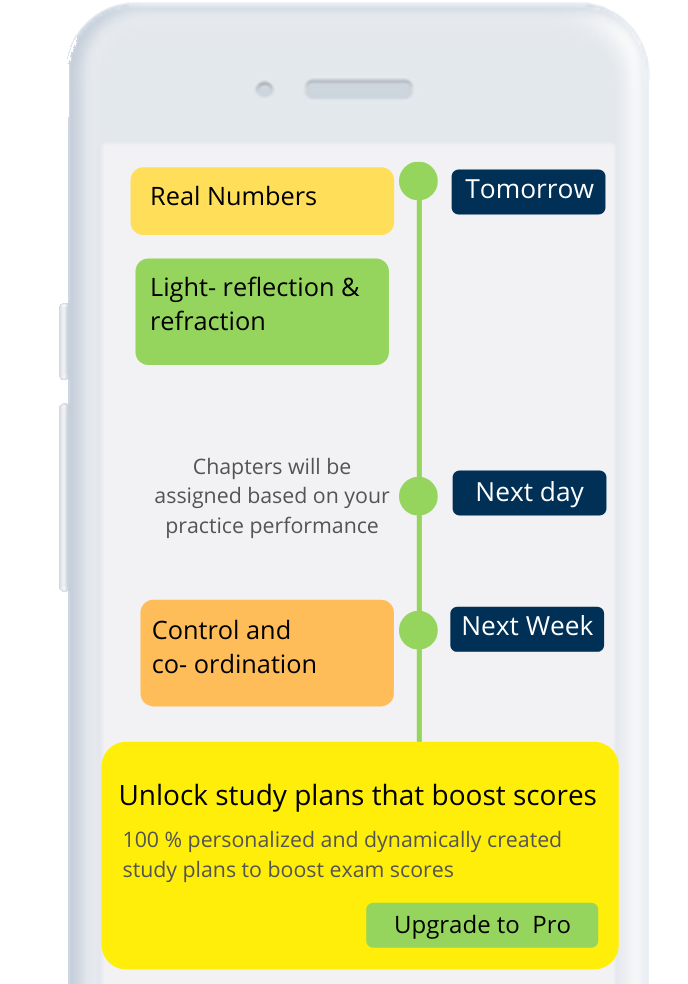 Real Numbers
Tomorrow
Light- reflection &
refraction
Chapters will be
assigned based on your
practice performance
Next day
Control and
co- ordination
Next Week
Unlock study plans that boost scores
100 % personalized and dynamically created
study plans to boost exam scores
Upgrade to  Pro